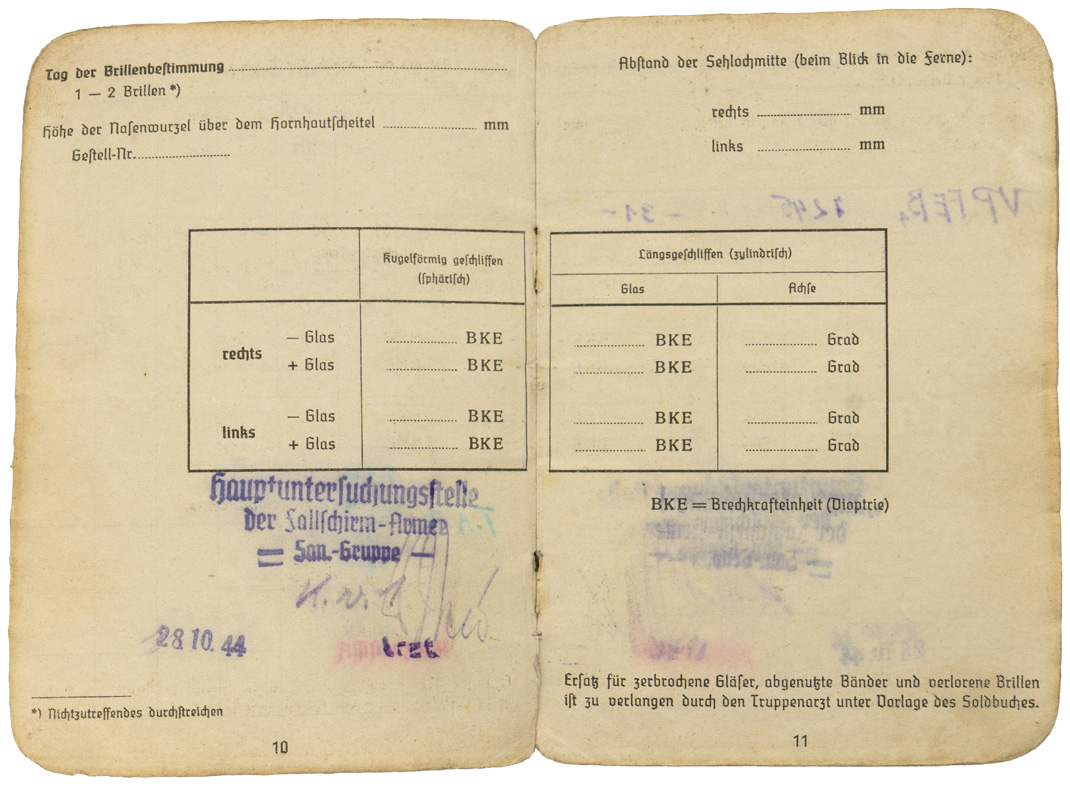 Tag der Brillenbestimmung
1 – 2 Brillen *)
Höhe der Nasenwurzel über dem Hornhautscheitel mm
Gestell-Nr.
Kugelförmig geschliffen
(sphärisch)
rechts
– Glas BKE
+ Glas BKE
links
– Glas BKE
+ Glas BKE
Hauptuntersuchungsstelle
der Fallschirm-Armee
San.-Gruppe
28.10.44
*) Nichtzutreffendes durchstreichen
10
Abstand der Sehlochmitte (beim Blick in die Ferne):
rechts mm
links mm
Längsgeschliffen (zylindrisch)
Glas Achse
BKE Grad
BKE Grad
BKE Grad
BKE Grad
BKE = Brechkrafteinheit (Dioptrie)
Ersatz für zerbrochene Gläser, abgenutzte Bänder und verlorene Brillen
ist zu verlangen durch den Truppenarzt unter Vorlage des Soldbuches.
11